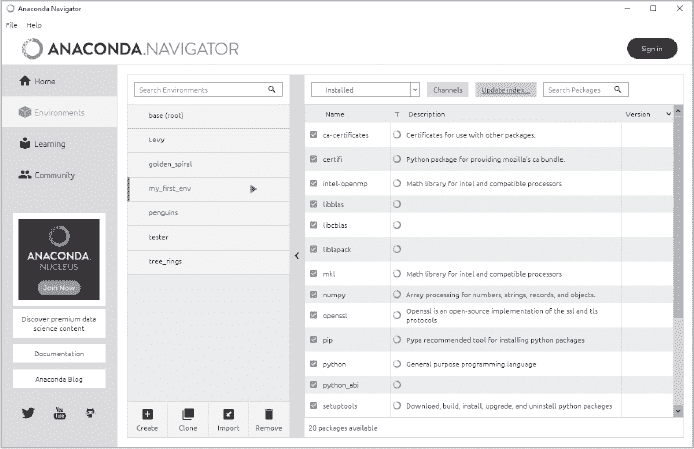 Anaconda Navigator
File Help
ANACONDA.NAVIGATOR
Sign in
Home
Environments
Learning
Community
ANACONDA.
NUCLEUS
Join Now
Discover premium data
science content
Documentation
Anaconda Blog
You
Tube
Search Environments
base (root)
Levy
golden_spiral
my_first_env
penguins
tester
tree_rings
Create Clone Import Remove
Installed Channels Update index... Search Packages
Name T Description Version
ca-certificates Certificates for use with other packages.
certifi Python package for providing mozilla's ca bundle.
intel-openmp Math library for intel and compatible processors
libblas
libcblas
liblapack
mkl Math library for intel and compatible processors
numpy Array processing for numbers, strings, records, and objects.
openssl Openssl is an open-source implementation of the ssl and tls
protocols
pip Pypa recommended tool for installing python packages
python General purpose programming language
python_abi
setuptools Download, build, install, upgrade, and uninstall python packages
20 packages available